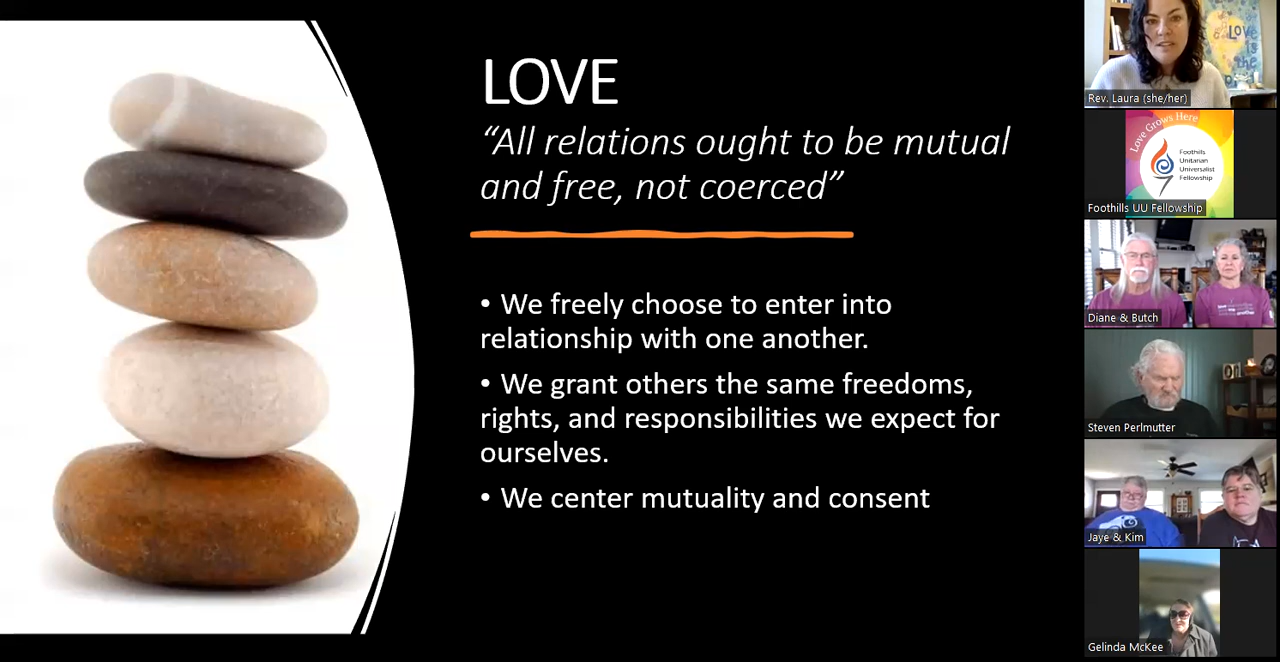 LOVE
“All relations ought to be mutual
and free, not coerced”
• We freely choose to enter into
relationship with one another.
• We grant others the same freedoms,
rights, and responsibilities we expect for
ourselves.
• We center mutuality and consent
Rev. Laura (she/her)
Love Grows Here
Foothills
Unitarian
Universalist
Fellowship
Foothills UU Fellowship
Diane & Butch
Steven Perlmutter
Jaye & Kim
Gelinda McKee